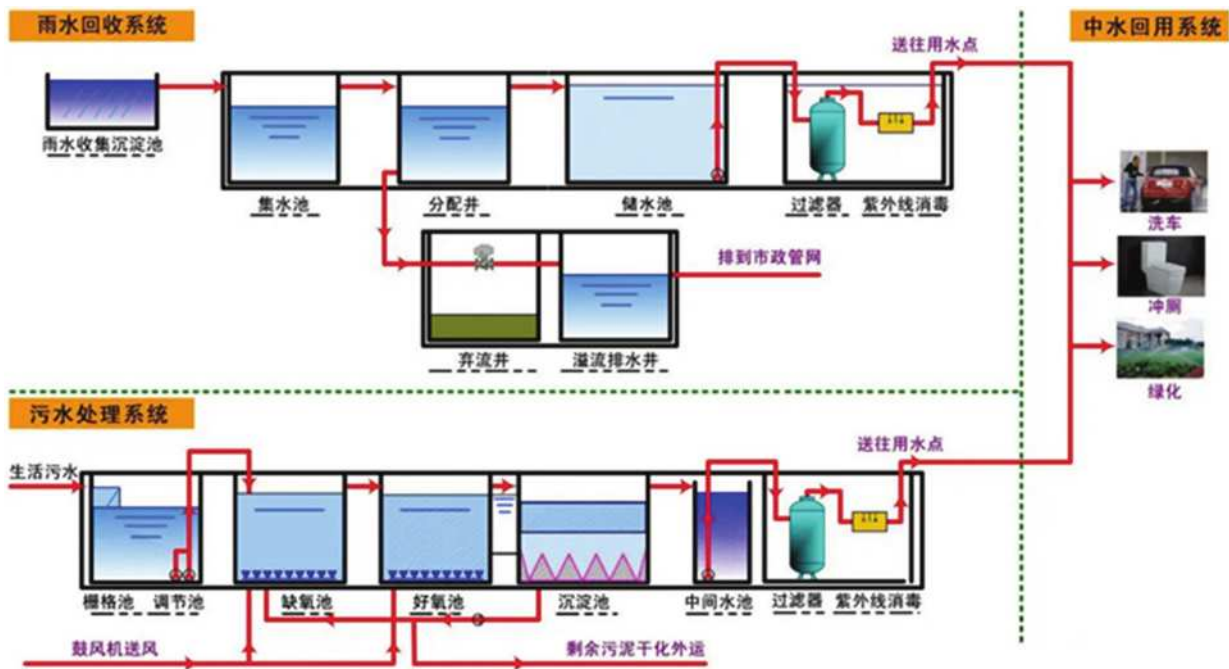 雨水回收系统
中水回用系统
送往用水点
雨水收集沉淀池
集水池
分配井
储水池
过滤器
紫外线消毒
洗车
排到市政管网
冲厕
弃流井
溢流排水井
绿化
污水处理系统
送往用水点
生活污水
栅格池
调节池
缺氧池
好氧池
沉淀池
中间水池
过滤器
紫外线消毒
鼓风机送风
剩余污泥干化外运